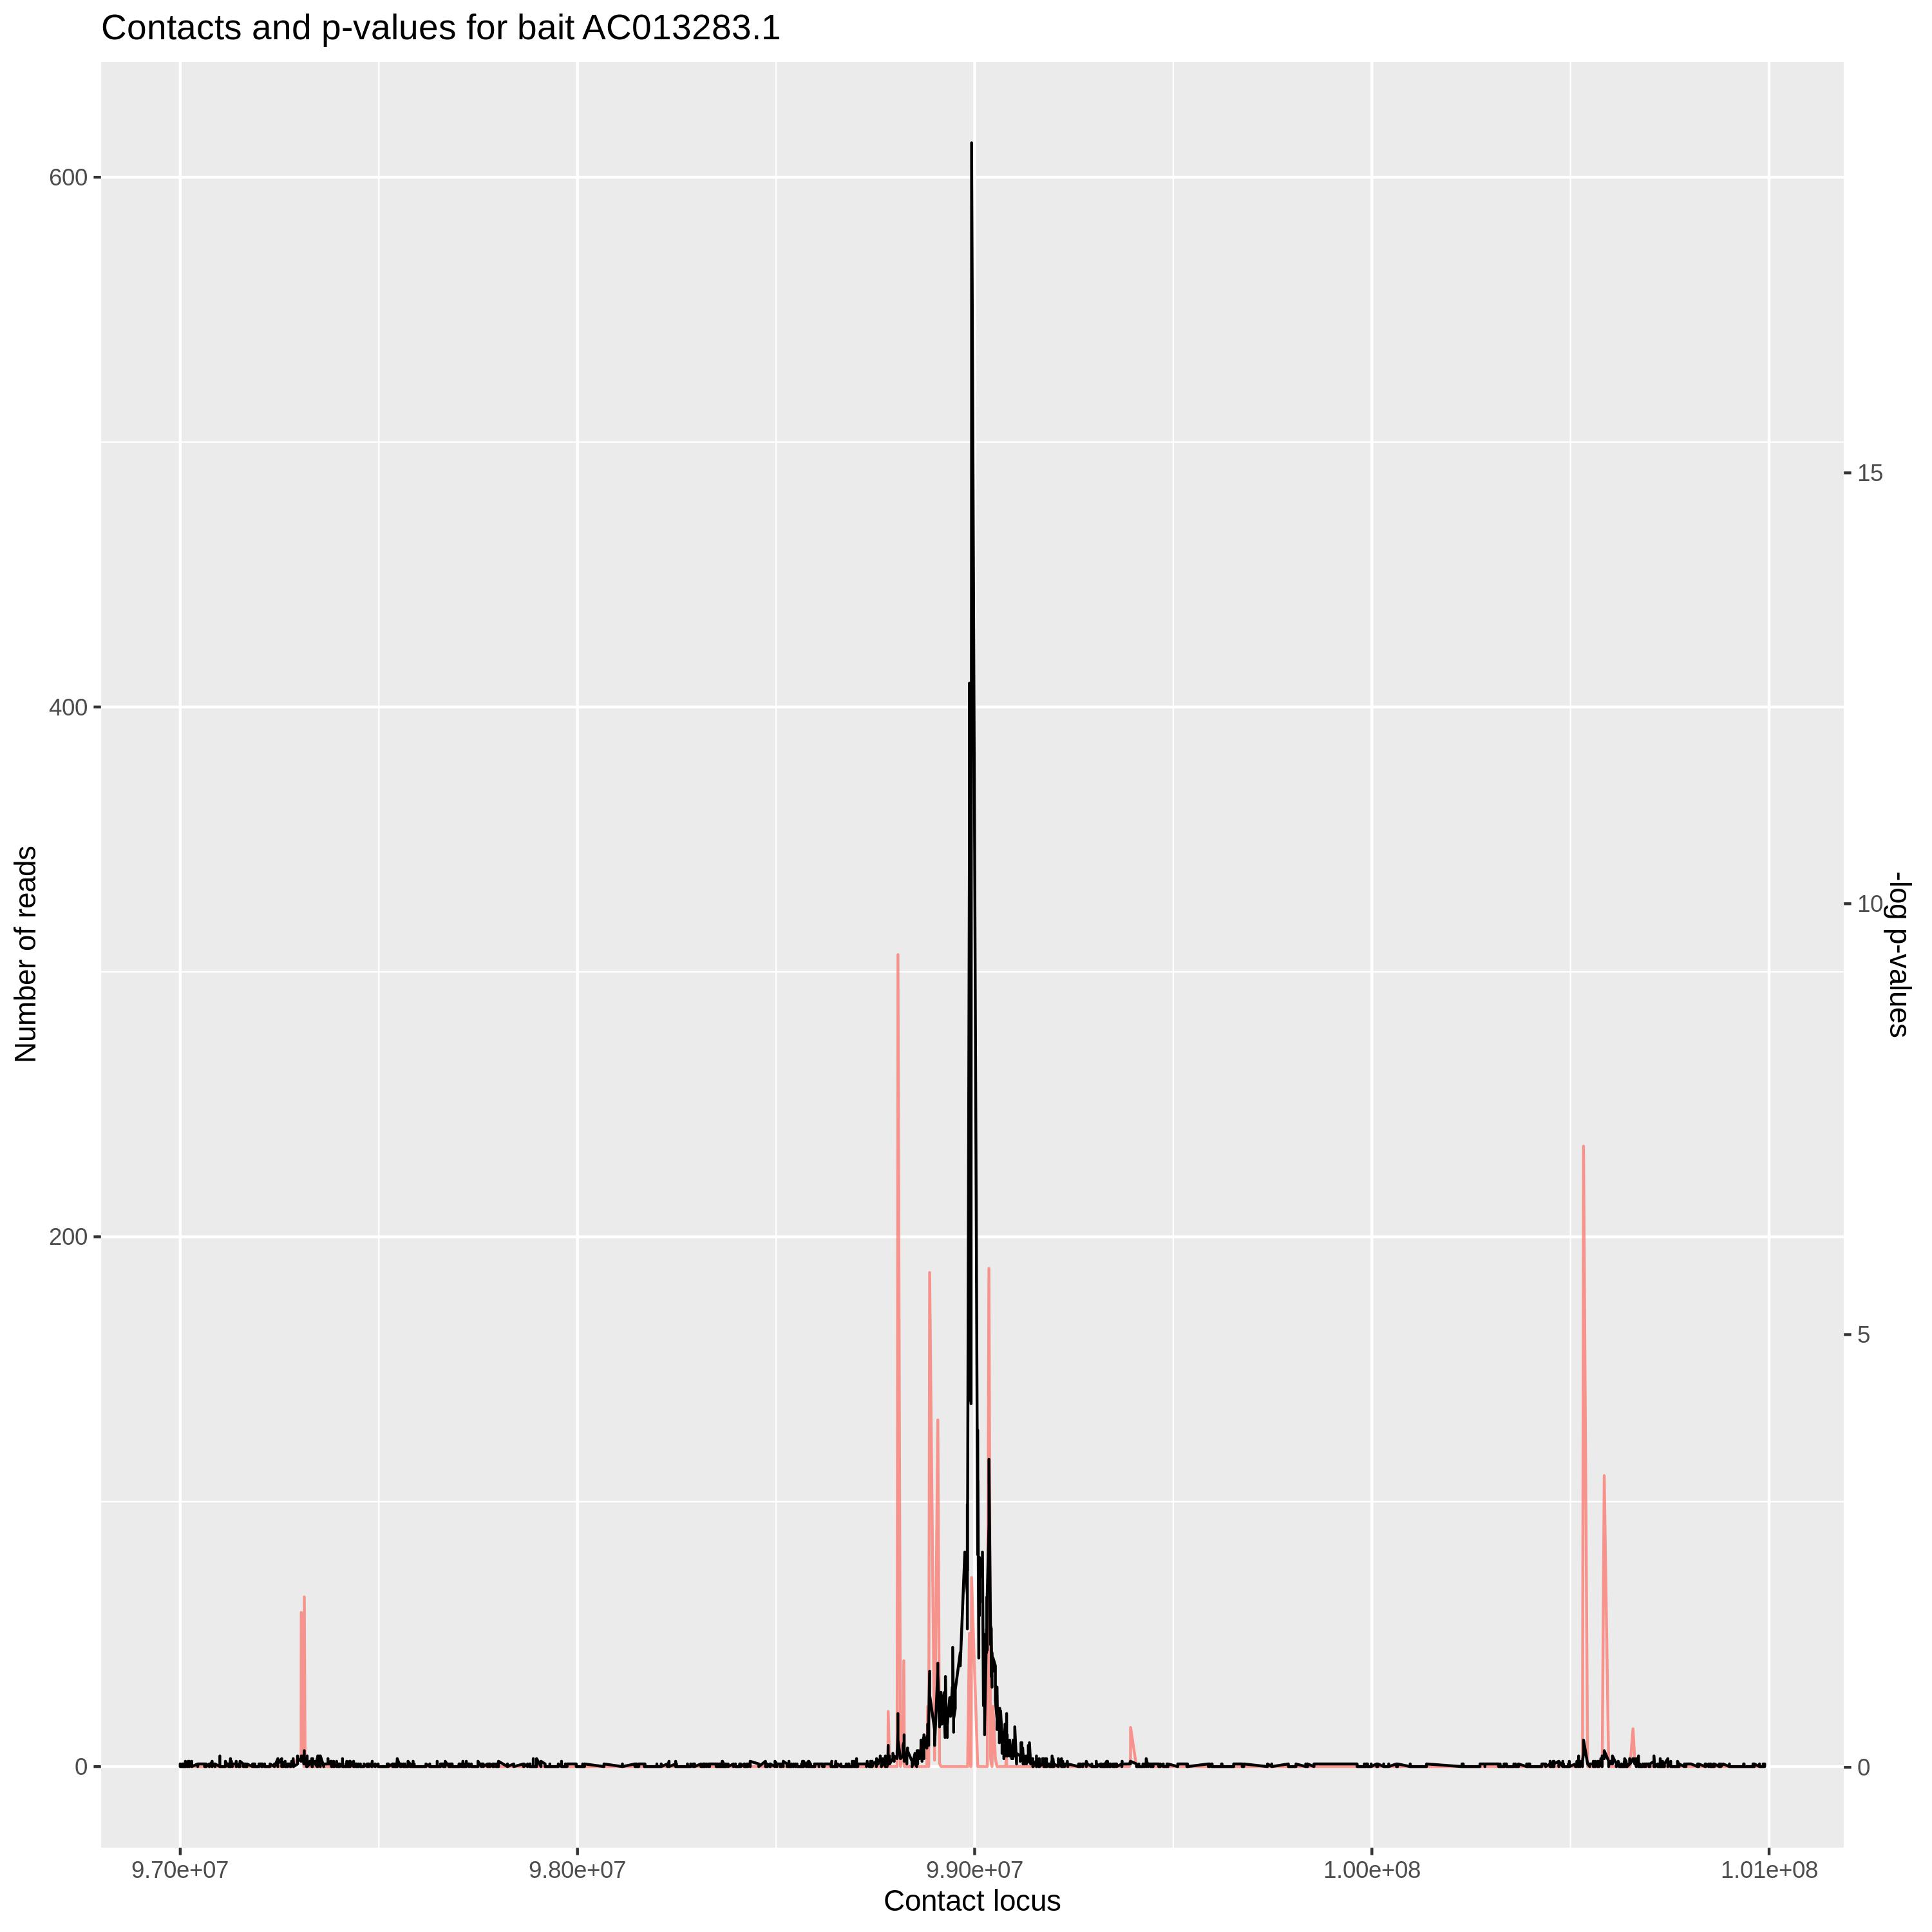 Contacts and p-values for bait AC013283.1
600
400
200
0
Number of reads
15
10
5
0
-log p-values
9.70e+07
9.80e+07
9.90e+07
1.00e+08
1.01e+08
Contact locus